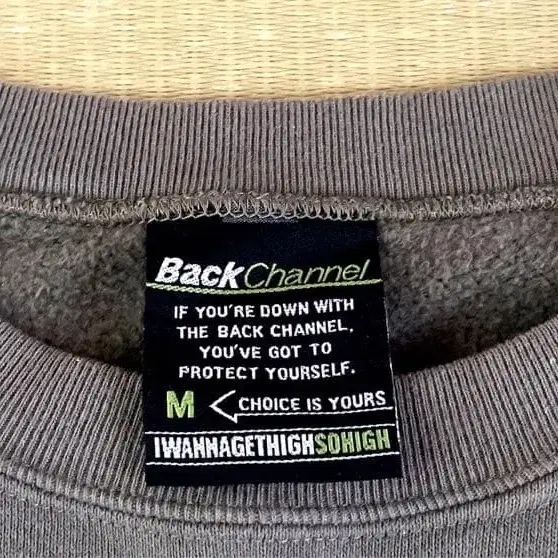 BackChannel
IF YOU'RE DOWN WITH
THE BACK CHANNEL,
YOU'VE GOT TO
PROTECT YOURSELF.
M CHOICE IS YOURS
IWANNAGETHIGHSOHIGH